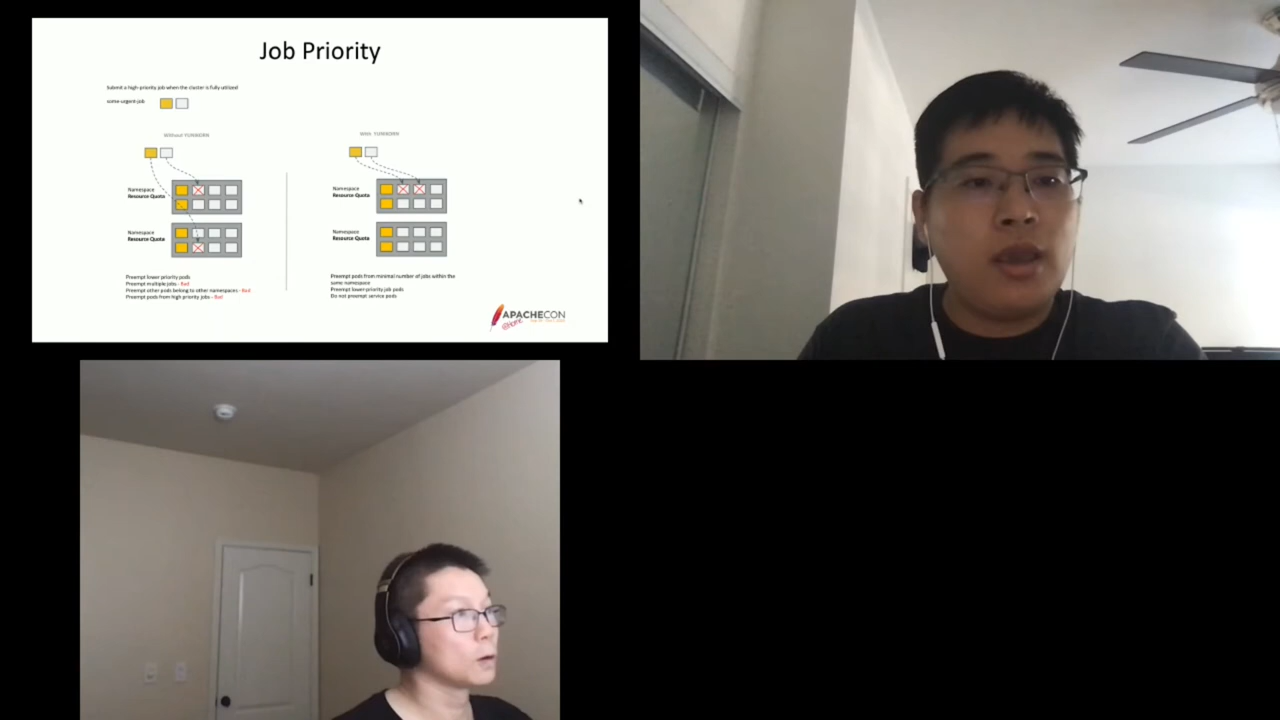 Job Priority
Submit a high-priority job when the cluster is fully utilized
some urgent job
Without YUNIKORN
With YUNIKORN
Namespace
Resource Quota
Namespace
Resource Quota
Namespace
Resource Quota
Namespace
Resource Quota
Preempt lower priority pods
Preempt multiple jobs - Bad
Preempt other pods belong to other namespaces - Bad
Preempt pods from high priority jobs - Bad
Preempt pods from minimal number of jobs within the
same namespace
Preempt lower priority job pods
Do not preempt service pods
APACHECON
@HOME